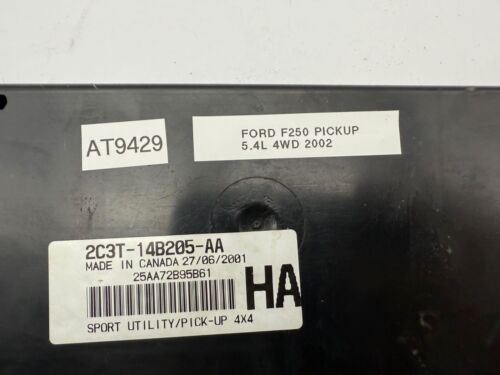 AT9429
FORD F250 PICKUP
5.4L 4WD 2002
2C3T-14B205-AA
MADE IN CANADA 27/06/2001
25AA72B95B61
HA
SPORT UTILITY/PICK-UP 4X4